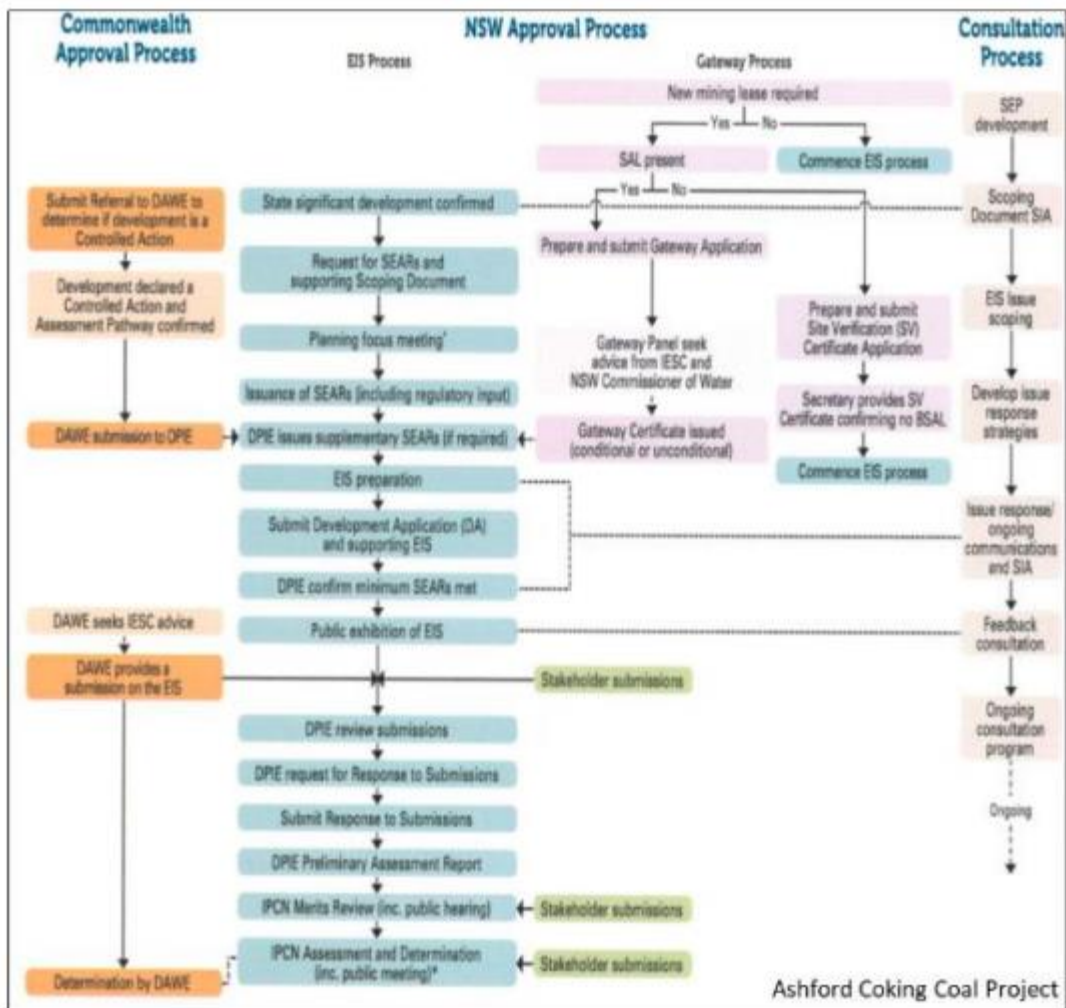 Commonwealth
Approval Process
NSW Approval Process
Consultation
Process
EIS Process
Gateway Process
Submit Referral to DAWE to
determine if development is a
Controlled Action
Development declared a
Controlled Action and
Assessment Pathway confirmed
DAWE submission to DPIE
DAWE seeks IESC advice
DAWE provides a
submission on the EIS
Determination by DAWE
State significant development confirmed
Request for SEARs and
supporting Scoping Document
Planning focus meeting*
Issuance of SEARs (including regulatory input)
DPIE issues supplementary SEARs (if required)
EIS preparation
Submit Development Application (DA)
and supporting EIS
DPIE confirm minimum SEARs met
Public exhibition of EIS
DPIE review submissions
DPIE request for Response to Submissions
Submit Response to Submissions
DPIE Preliminary Assessment Report
IPCN Merits Review (inc. public hearing)
IPCN Assessment and Determination
(inc. public meeting)*
New mining lease required
Yes
No
SAL present
Commence EIS process
Yes
No
Prepare and submit Gateway Application
Gateway Panel seek
advice from IESC and
NSW Commissioner of Water
Gateway Certificate issued
(conditional or unconditional)
Prepare and submit
Site Verification (SV)
Certificate Application
Secretary provides SV
Certificate confirming no BSAL
Commence EIS process
Stakeholder submissions
Stakeholder submissions
Stakeholder submissions
SEP
development
Scoping
Document SIA
EIS Issue
scoping
Develop issue
response
strategies
Issue response/
ongoing
communications
and SIA
Feedback
consultation
Ongoing
consultation
program
Ongoing
Ashford Coking Coal Project